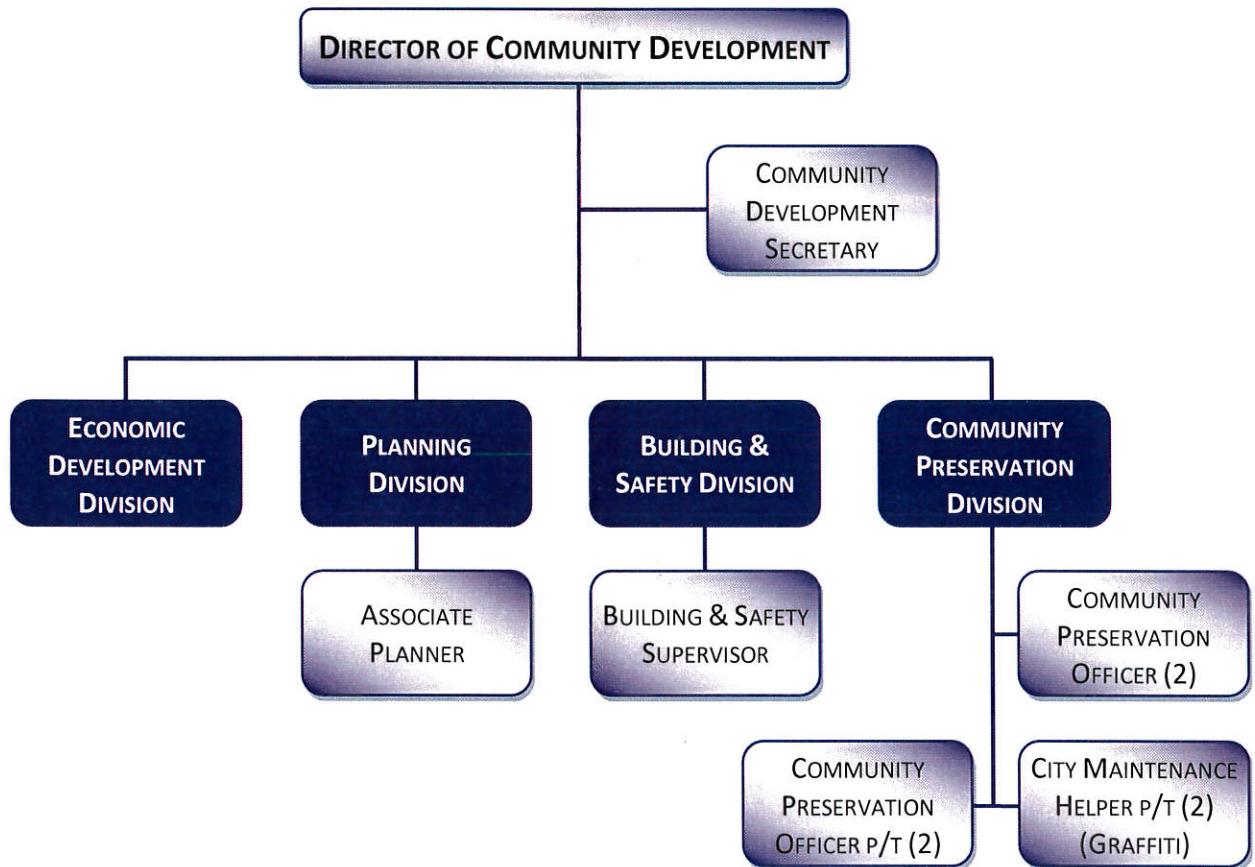 DIRECTOR OF COMMUNITY DEVELOPMENT
COMMUNITY
DEVELOPMENT
SECRETARY
ECONOMIC
DEVELOPMENT
DIVISION
PLANNING
DIVISION
BUILDING &
SAFETY DIVISION
COMMUNITY
PRESERVATION
DIVISION
ASSOCIATE
PLANNER
BUILDING & SAFETY
SUPERVISOR
COMMUNITY
PRESERVATION
OFFICER (2)
COMMUNITY
PRESERVATION
OFFICER P/T (2)
CITY MAINTENANCE
HELPER P/T (2)
(GRAFFITI)